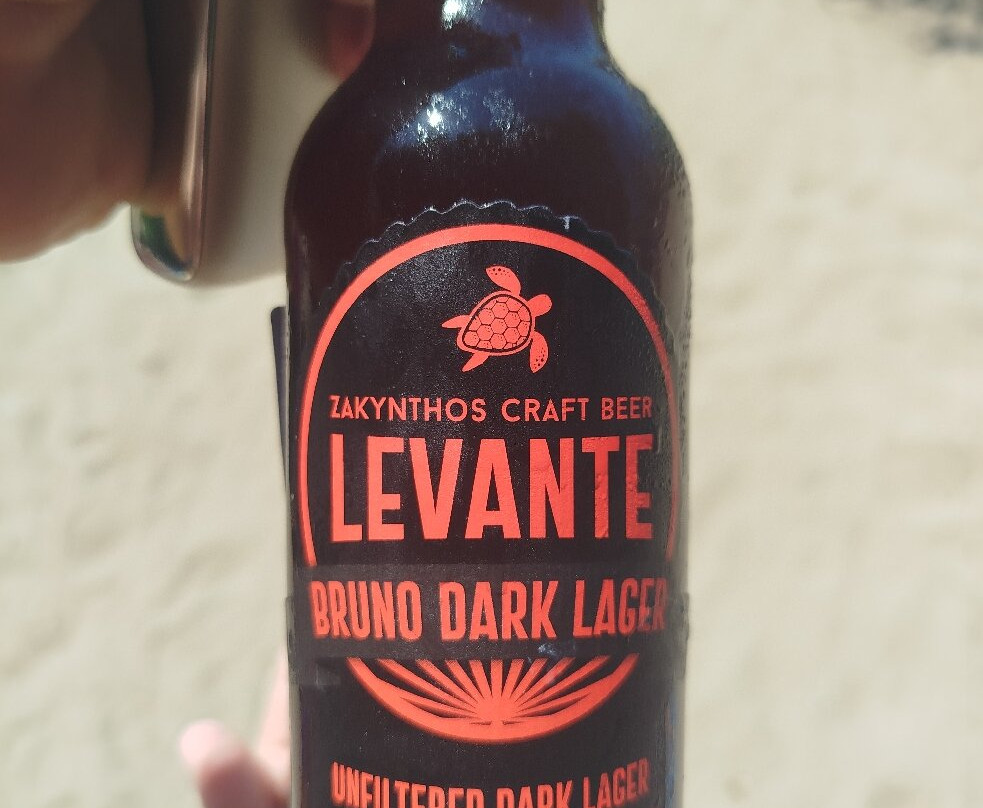 ZAKYNTHOS CRAFT BEER
LEVANTE
BRUNO DARK LAGER
UNFILTERED DARK LAGER